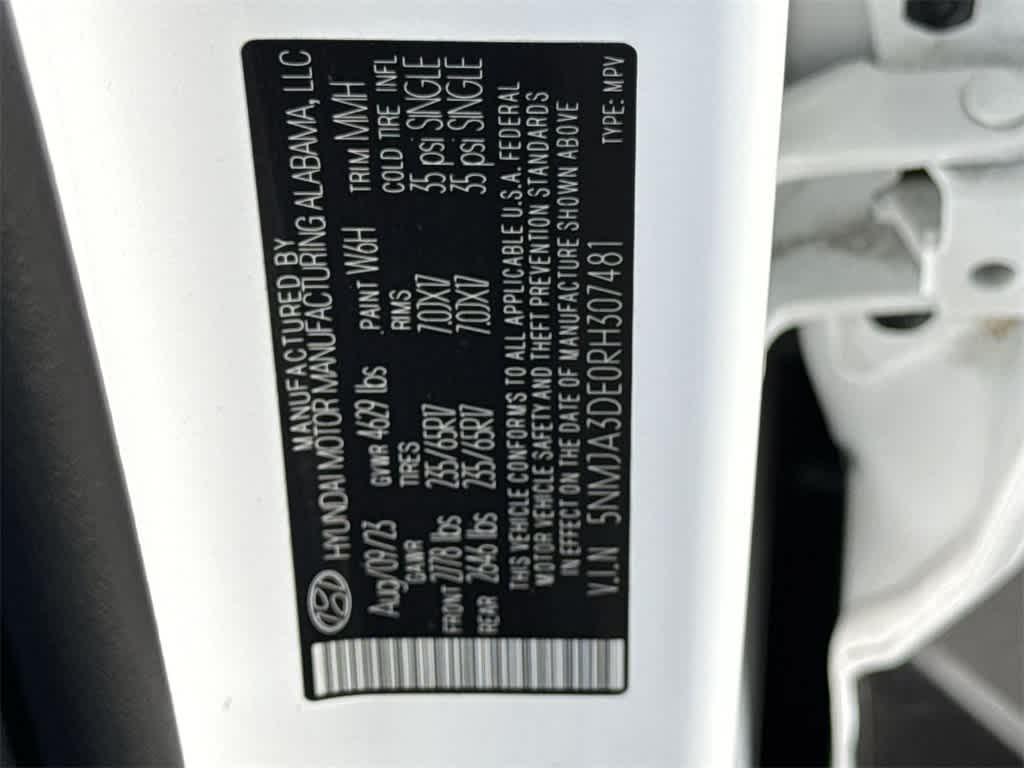 MANUFACTURED BY
HYUNDAI MOTOR MANUFACTURING ALABAMA, LLC
Aug/09/23 GVWR 4629 lbs PAINT W6H TRIM MMH
GAWR TIRES RIMS COLD TIRE INFL
FRONT 2778 lbs 235/65R17 7.0JX17 35 psi SINGLE
REAR 2646 lbs 235/65R17 7.0JX17 35 psi SINGLE
THIS VEHICLE CONFORMS TO ALL APPLICABLE U.S.A. FEDERAL
MOTOR VEHICLE SAFETY AND THEFT PREVENTION STANDARDS
IN EFFECT ON THE DATE OF MANUFACTURE SHOWN ABOVE
V.I.N 5NMJA3DE0RH307481 TYPE: MPV